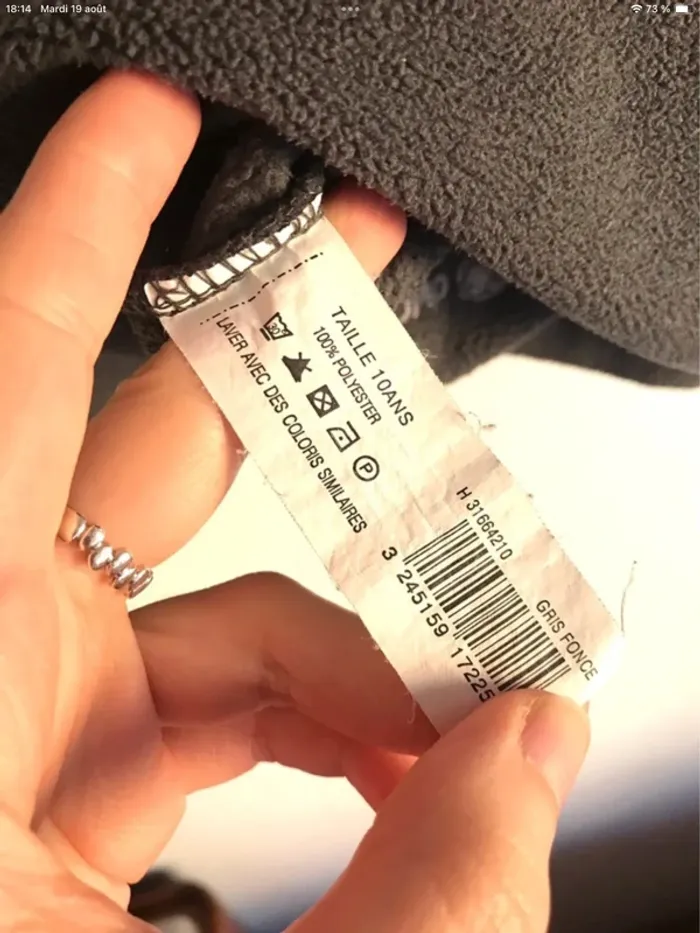 18:14 Mardi 19 août
73 %
TAILLE 10ANS
100% POLYESTER
30
P
LAVER AVEC DES COLORIS SIMILAIRES
H 31664210
GRIS FONCE
3 245159 17225